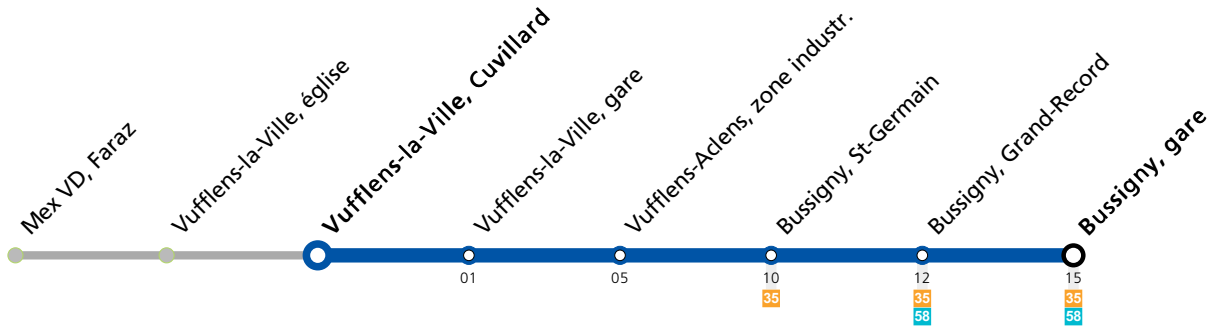 Mex VD, Faraz
Vufflens-la-Ville, église
Vufflens-la-Ville, Cuvillard
Vufflens-la-Ville, gare
Vufflens-Aclens, zone industr.
Bussigny, St-Germain
Bussigny, Grand-Record
Bussigny, gare
01 05 10 12 15
35 35 35
58 58